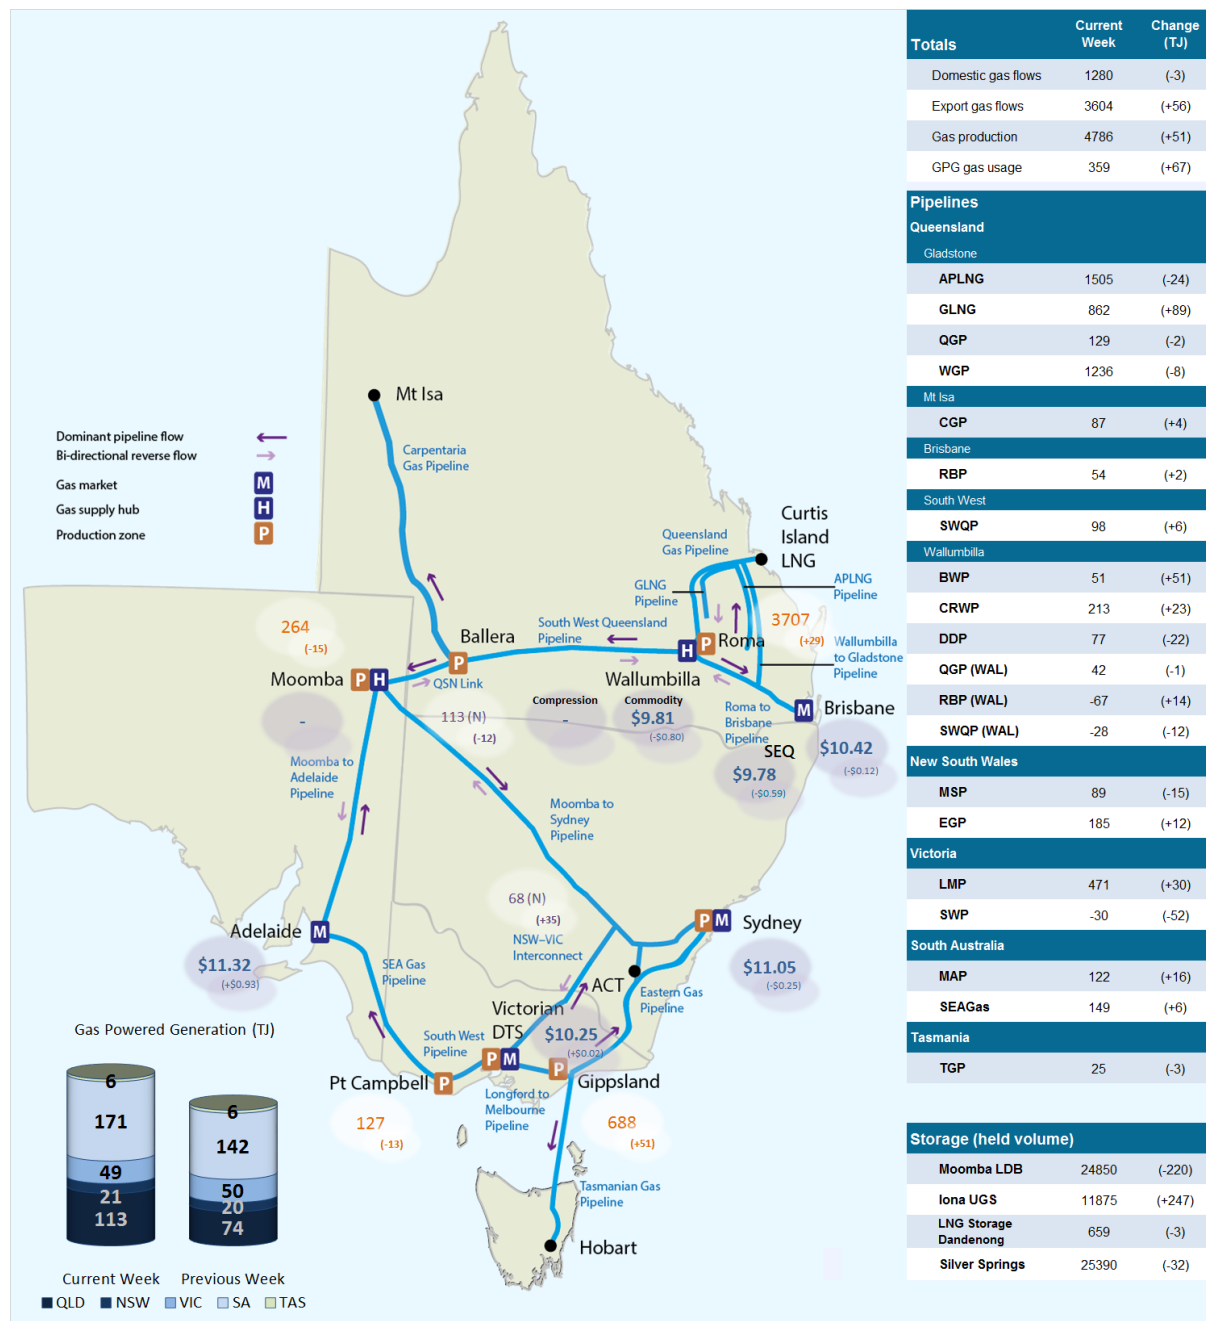 Mt Isa
Carpentaria
Gas Pipeline
Dominant pipeline flow
Bi-directional reverse flow
Gas market
M
Gas supply hub
H
Production zone
P
Curtis
Island
LNG
Queensland
Gas Pipeline
GLNG
Pipeline
APLNG
Pipeline
3707
(+29)
264
(-15)
Ballera
P
South West Queensland
Pipeline
H
P
Roma
Wallumbilla
to Gladstone
Pipeline
Moomba
P
H
QSN Link
Wallumbilla
-
113 (N)
(-12)
Compression
-
Commodity
$9.81
(-$0.80)
Roma to
Brisbane
Pipeline
M
Brisbane
$10.42
(-$0.12)
SEQ
$9.78
(-$0.59)
Moomba to
Adelaide
Pipeline
Moomba to
Sydney
Pipeline
68 (N)
(+35)
NSW–VIC
Interconnect
P
M
Sydney
$11.05
(-$0.25)
Adelaide
M
$11.32
(+$0.93)
SEA Gas
Pipeline
ACT
Eastern Gas
Pipeline
Victorian
DTS
$10.25
(+$0.02)
South West
Pipeline
P
M
P
Gippsland
Pt Campbell
P
127
(-13)
Longford to
Melbourne
Pipeline
688
(+51)
Tasmanian Gas
Pipeline
Hobart
Gas Powered Generation (TJ)
6
171
49
21
113
6
142
50
20
74
Current Week
Previous Week
QLD NSW VIC SA TAS
Totals Current Week Change (TJ)
Domestic gas flows 1280 (-3)
Export gas flows 3604 (+56)
Gas production 4786 (+51)
GPG gas usage 359 (+67)
Pipelines
Queensland
Gladstone
APLNG 1505 (-24)
GLNG 862 (+89)
QGP 129 (-2)
WGP 1236 (-8)
Mt Isa
CGP 87 (+4)
Brisbane
RBP 54 (+2)
South West
SWQP 98 (+6)
Wallumbilla
BWP 51 (+51)
CRWP 213 (+23)
DDP 77 (-22)
QGP (WAL) 42 (-1)
RBP (WAL) -67 (+14)
SWQP (WAL) -28 (-12)
New South Wales
MSP 89 (-15)
EGP 185 (+12)
Victoria
LMP 471 (+30)
SWP -30 (-52)
South Australia
MAP 122 (+16)
SEAGas 149 (+6)
Tasmania
TGP 25 (-3)
Storage (held volume)
Moomba LDB 24850 (-220)
Iona UGS 11875 (+247)
LNG Storage
Dandenong 659 (-3)
Silver Springs 25390 (-32)